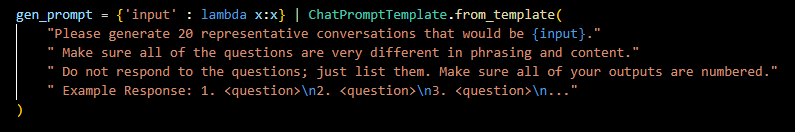 gen_prompt = {'input' : lambda x:x} | ChatPromptTemplate.from_template(
    "Please generate 20 representative conversations that would be {input}."
    " Make sure all of the questions are very different in phrasing and content."
    " Do not respond to the questions; just list them. Make sure all of your outputs are numbered."
    " Example Response: 1. <question>\n2. <question>\n3. <question>\n..."
)